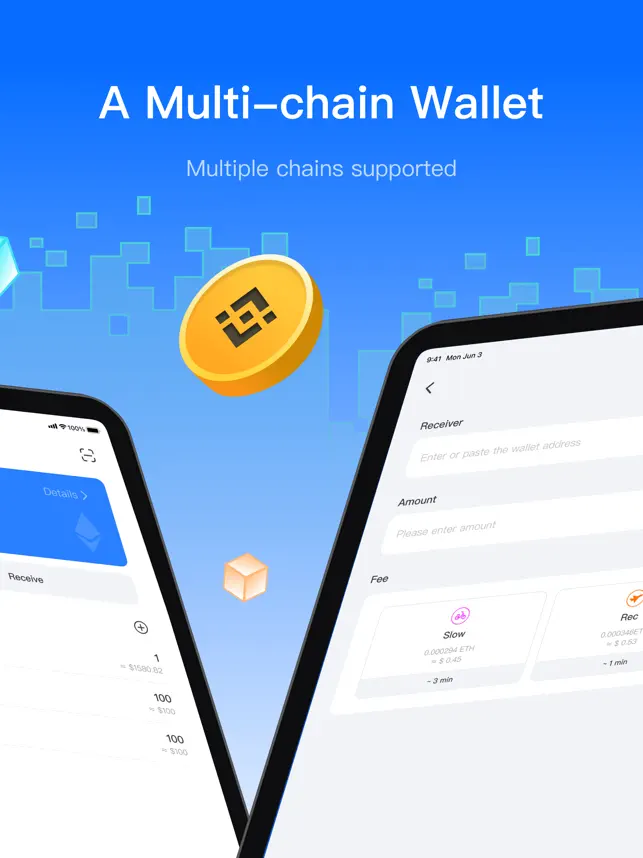 A Multi-chain Wallet
Multiple chains supported
100%
Details
Receive
1
≈ $1580.82
100
≈ $100
100
≈ $100
9:41 Mon Jun 3
Receiver
Enter or paste the wallet address
Amount
Please enter amount
Fee
Slow
0.000294 ETH
≈ $ 0.45
~ 3 min
Rec
0.000346ET
≈ $ 0.53
~ 1 min